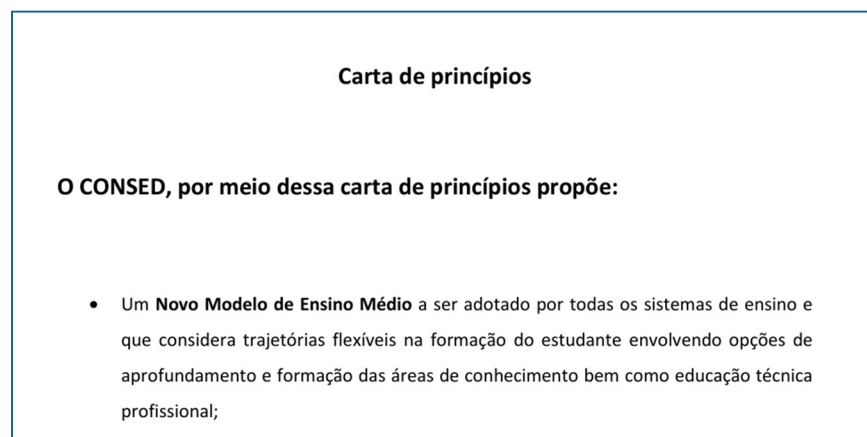 Carta de princípios
O CONSED, por meio dessa carta de princípios propõe:
• Um Novo Modelo de Ensino Médio a ser adotado por todas os sistemas de ensino e
que considera trajetórias flexíveis na formação do estudante envolvendo opções de
aprofundamento e formação das áreas de conhecimento bem como educação técnica
profissional;